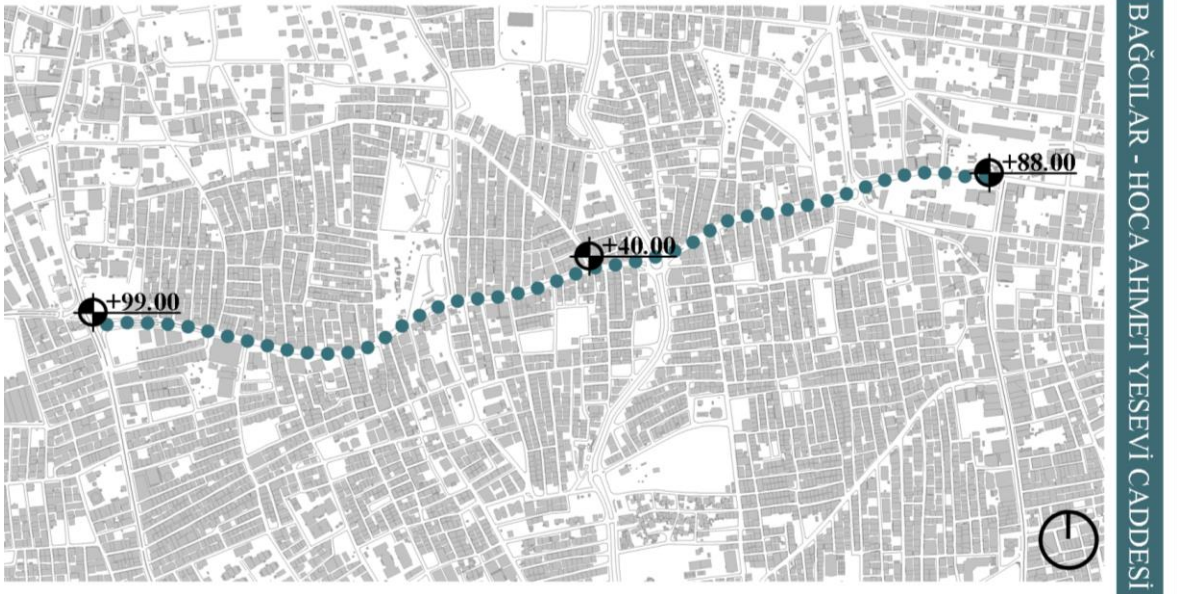 +88.00
+40.00
+99.00
BAĞCILAR - HOCA AHMET YESEVİ CADDESİ